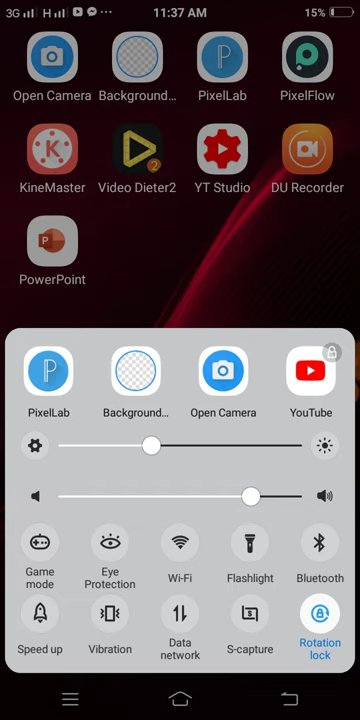 3G H ··· 11:37 AM 15%
Open Camera Background... PixelLab PixelFlow
KineMaster Video Dieter2 YT Studio DU Recorder
PowerPoint
PixelLab Background... Open Camera YouTube
Game mode Eye Protection Wi-Fi Flashlight Bluetooth
Speed up Vibration Data network S-capture Rotation lock